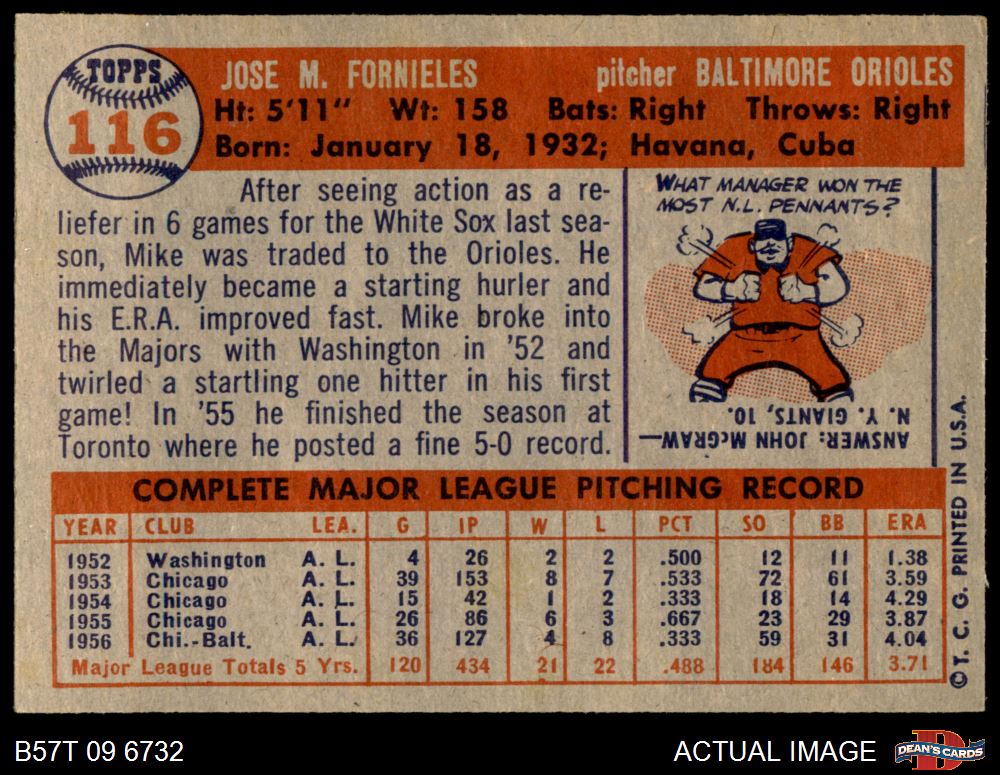 TOPPS
116
JOSE M. FORNIELES pitcher BALTIMORE ORIOLES
Ht: 5'11" Wt: 158 Bats: Right Throws: Right
Born: January 18, 1932; Havana, Cuba
After seeing action as a re-
liefer in 6 games for the White Sox last sea-
son, Mike was traded to the Orioles. He
immediately became a starting hurler and
his E.R.A. improved fast. Mike broke into
the Majors with Washington in '52 and
twirled a startling one hitter in his first
game! In '55 he finished the season at
Toronto where he posted a fine 5-0 record.
WHAT MANAGER WON THE
MOST N.L. PENNANTS?
ANSWER: JOHN McGRAW—
N. Y. GIANTS, 10.
COMPLETE MAJOR LEAGUE PITCHING RECORD
YEAR CLUB LEA. G IP W L PCT SO BB ERA
1952 Washington A. L. 4 26 2 2 .500 12 11 1.38
1953 Chicago A. L. 39 153 8 7 .533 72 61 3.59
1954 Chicago A. L. 15 42 1 2 .333 18 14 4.29
1955 Chicago A. L. 26 86 6 3 .667 23 29 3.87
1956 Chi.-Balt. A. L. 36 127 4 8 .333 59 31 4.04
Major League Totals 5 Yrs. 120 434 21 22 .488 184 146 3.71
©T. C. G. PRINTED IN U.S.A.
B57T 09 6732 ACTUAL IMAGE
DEAN'S CARDS